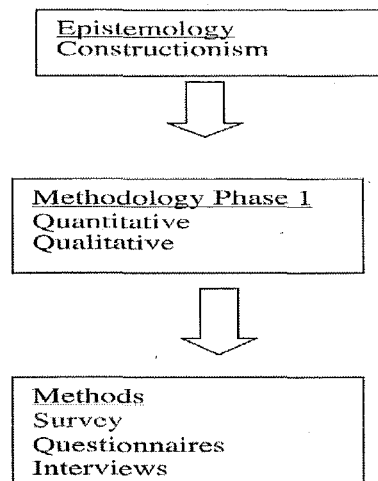 Epistemology
Constructionism
Methodology Phase 1
Quantitative
Qualitative
Methods
Survey
Questionnaires
Interviews